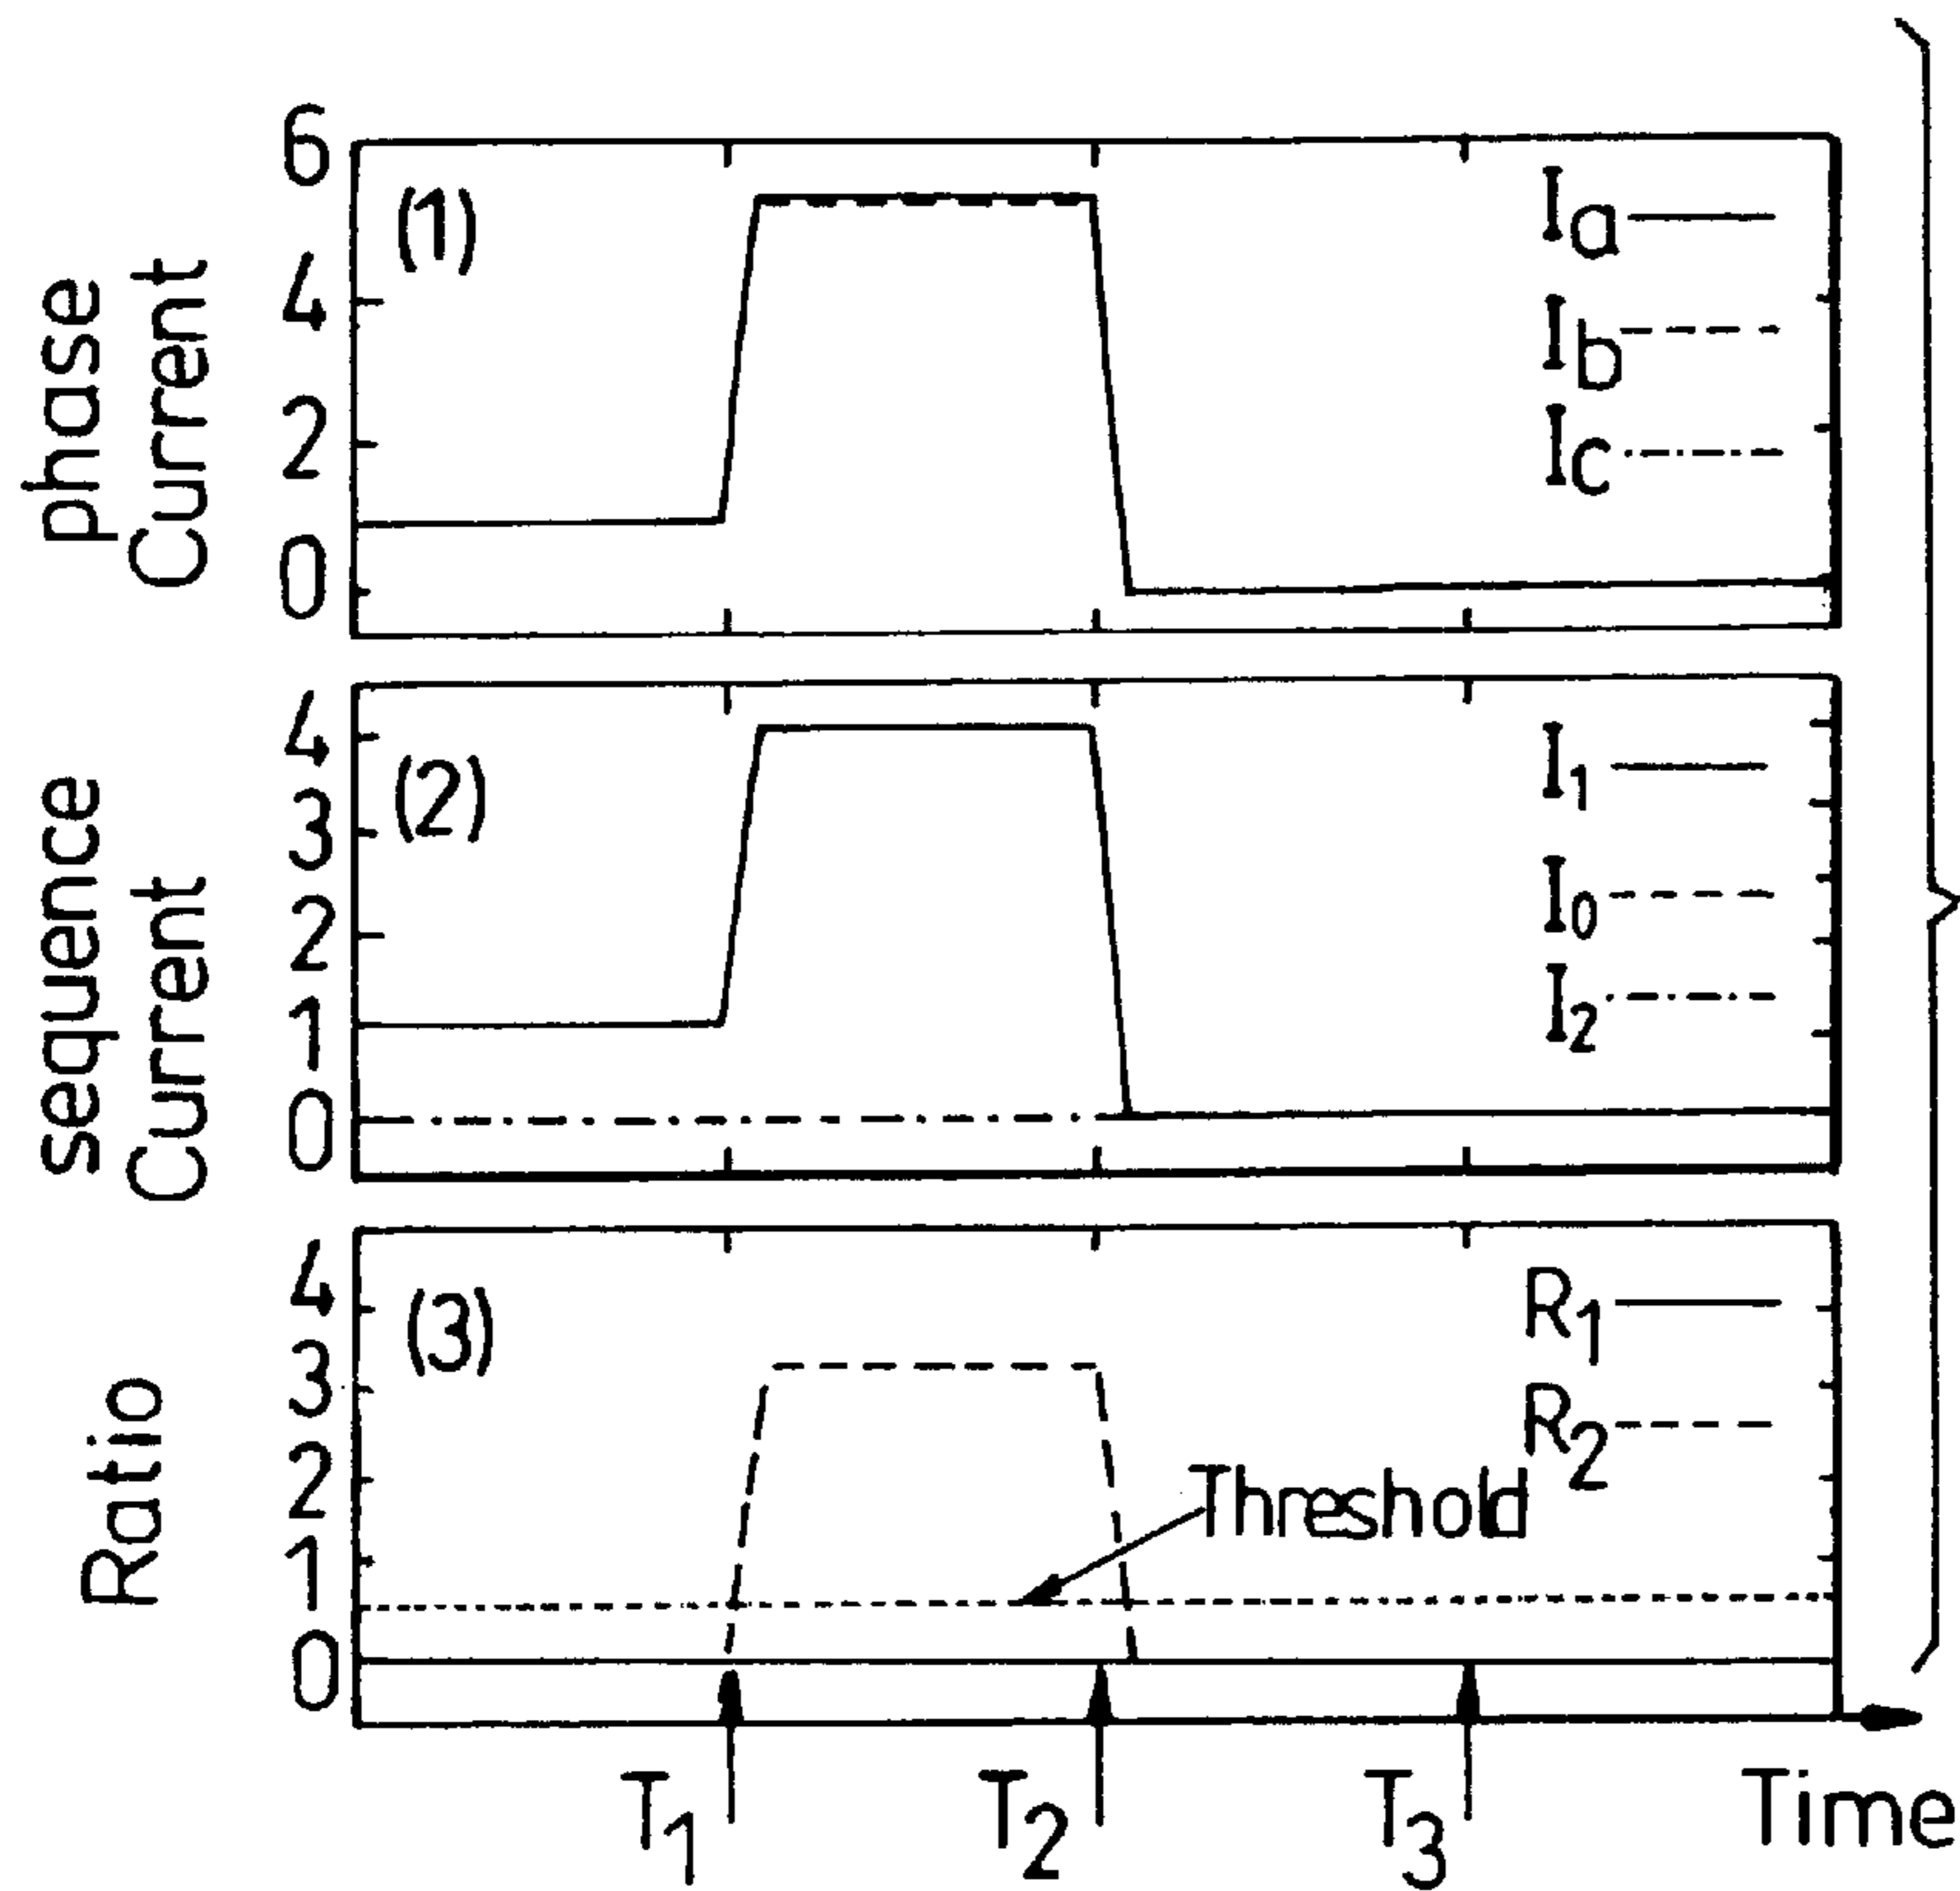 phase
Current
6
4
2
0
(1)
Ia
Ib
Ic
sequence
Current
4
3
2
1
0
(2)
I1
I0
I2
Ratio
4
3
2
1
0
(3)
R1
R2
Threshold
T1 T2 T3 Time